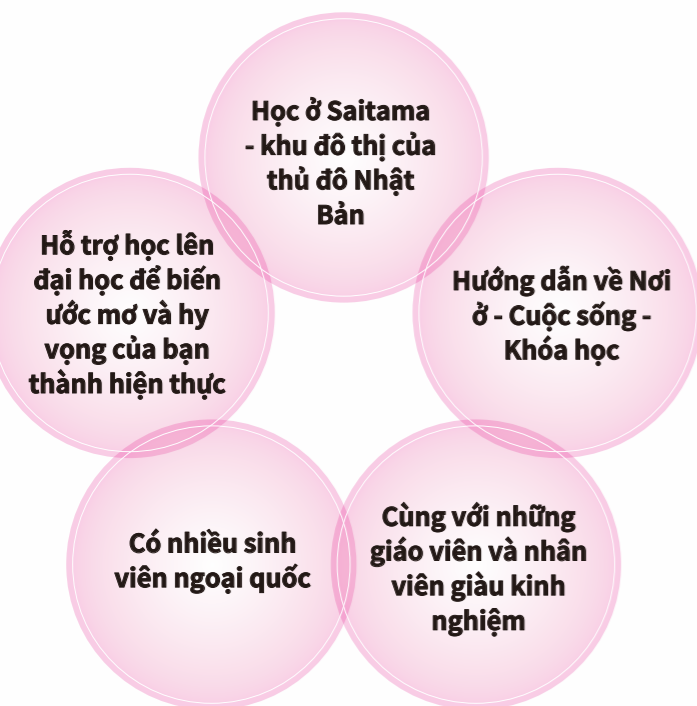 Học ở Saitama
- khu đô thị của
thủ đô Nhật
Bản
Hỗ trợ học lên
đại học để biến
ước mơ và hy
vọng của bạn
thành hiện thực
Hướng dẫn về Nơi
ở - Cuộc sống -
Khóa học
Có nhiều sinh
viên ngoại quốc
Cùng với những
giáo viên và nhân
viên giàu kinh
nghiệm